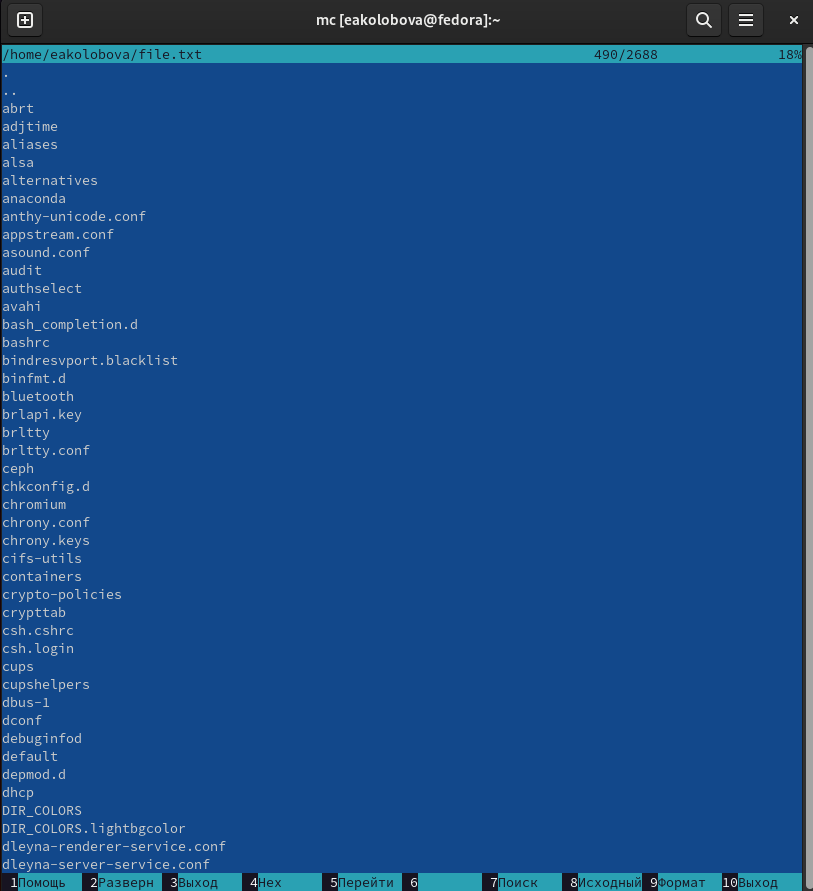 mc [eakolobova@fedora]:~
/home/eakolobova/file.txt 490/2688 18%
.
..
abrt
adjtime
aliases
alsa
alternatives
anaconda
anthy-unicode.conf
appstream.conf
asound.conf
audit
authselect
avahi
bash_completion.d
bashrc
bindresvport.blacklist
binfmt.d
bluetooth
brlapi.key
brltty
brltty.conf
ceph
chkconfig.d
chromium
chrony.conf
chrony.keys
cifs-utils
containers
crypto-policies
crypttab
csh.cshrc
csh.login
cups
cupshelpers
dbus-1
dconf
debuginfod
default
depmod.d
dhcp
DIR_COLORS
DIR_COLORS.lightbgcolor
dleyna-renderer-service.conf
dleyna-server-service.conf
1Помощь 2Разверн 3Выход 4Hex 5Перейти 6 7Поиск 8Исходный 9Формат 10Выход